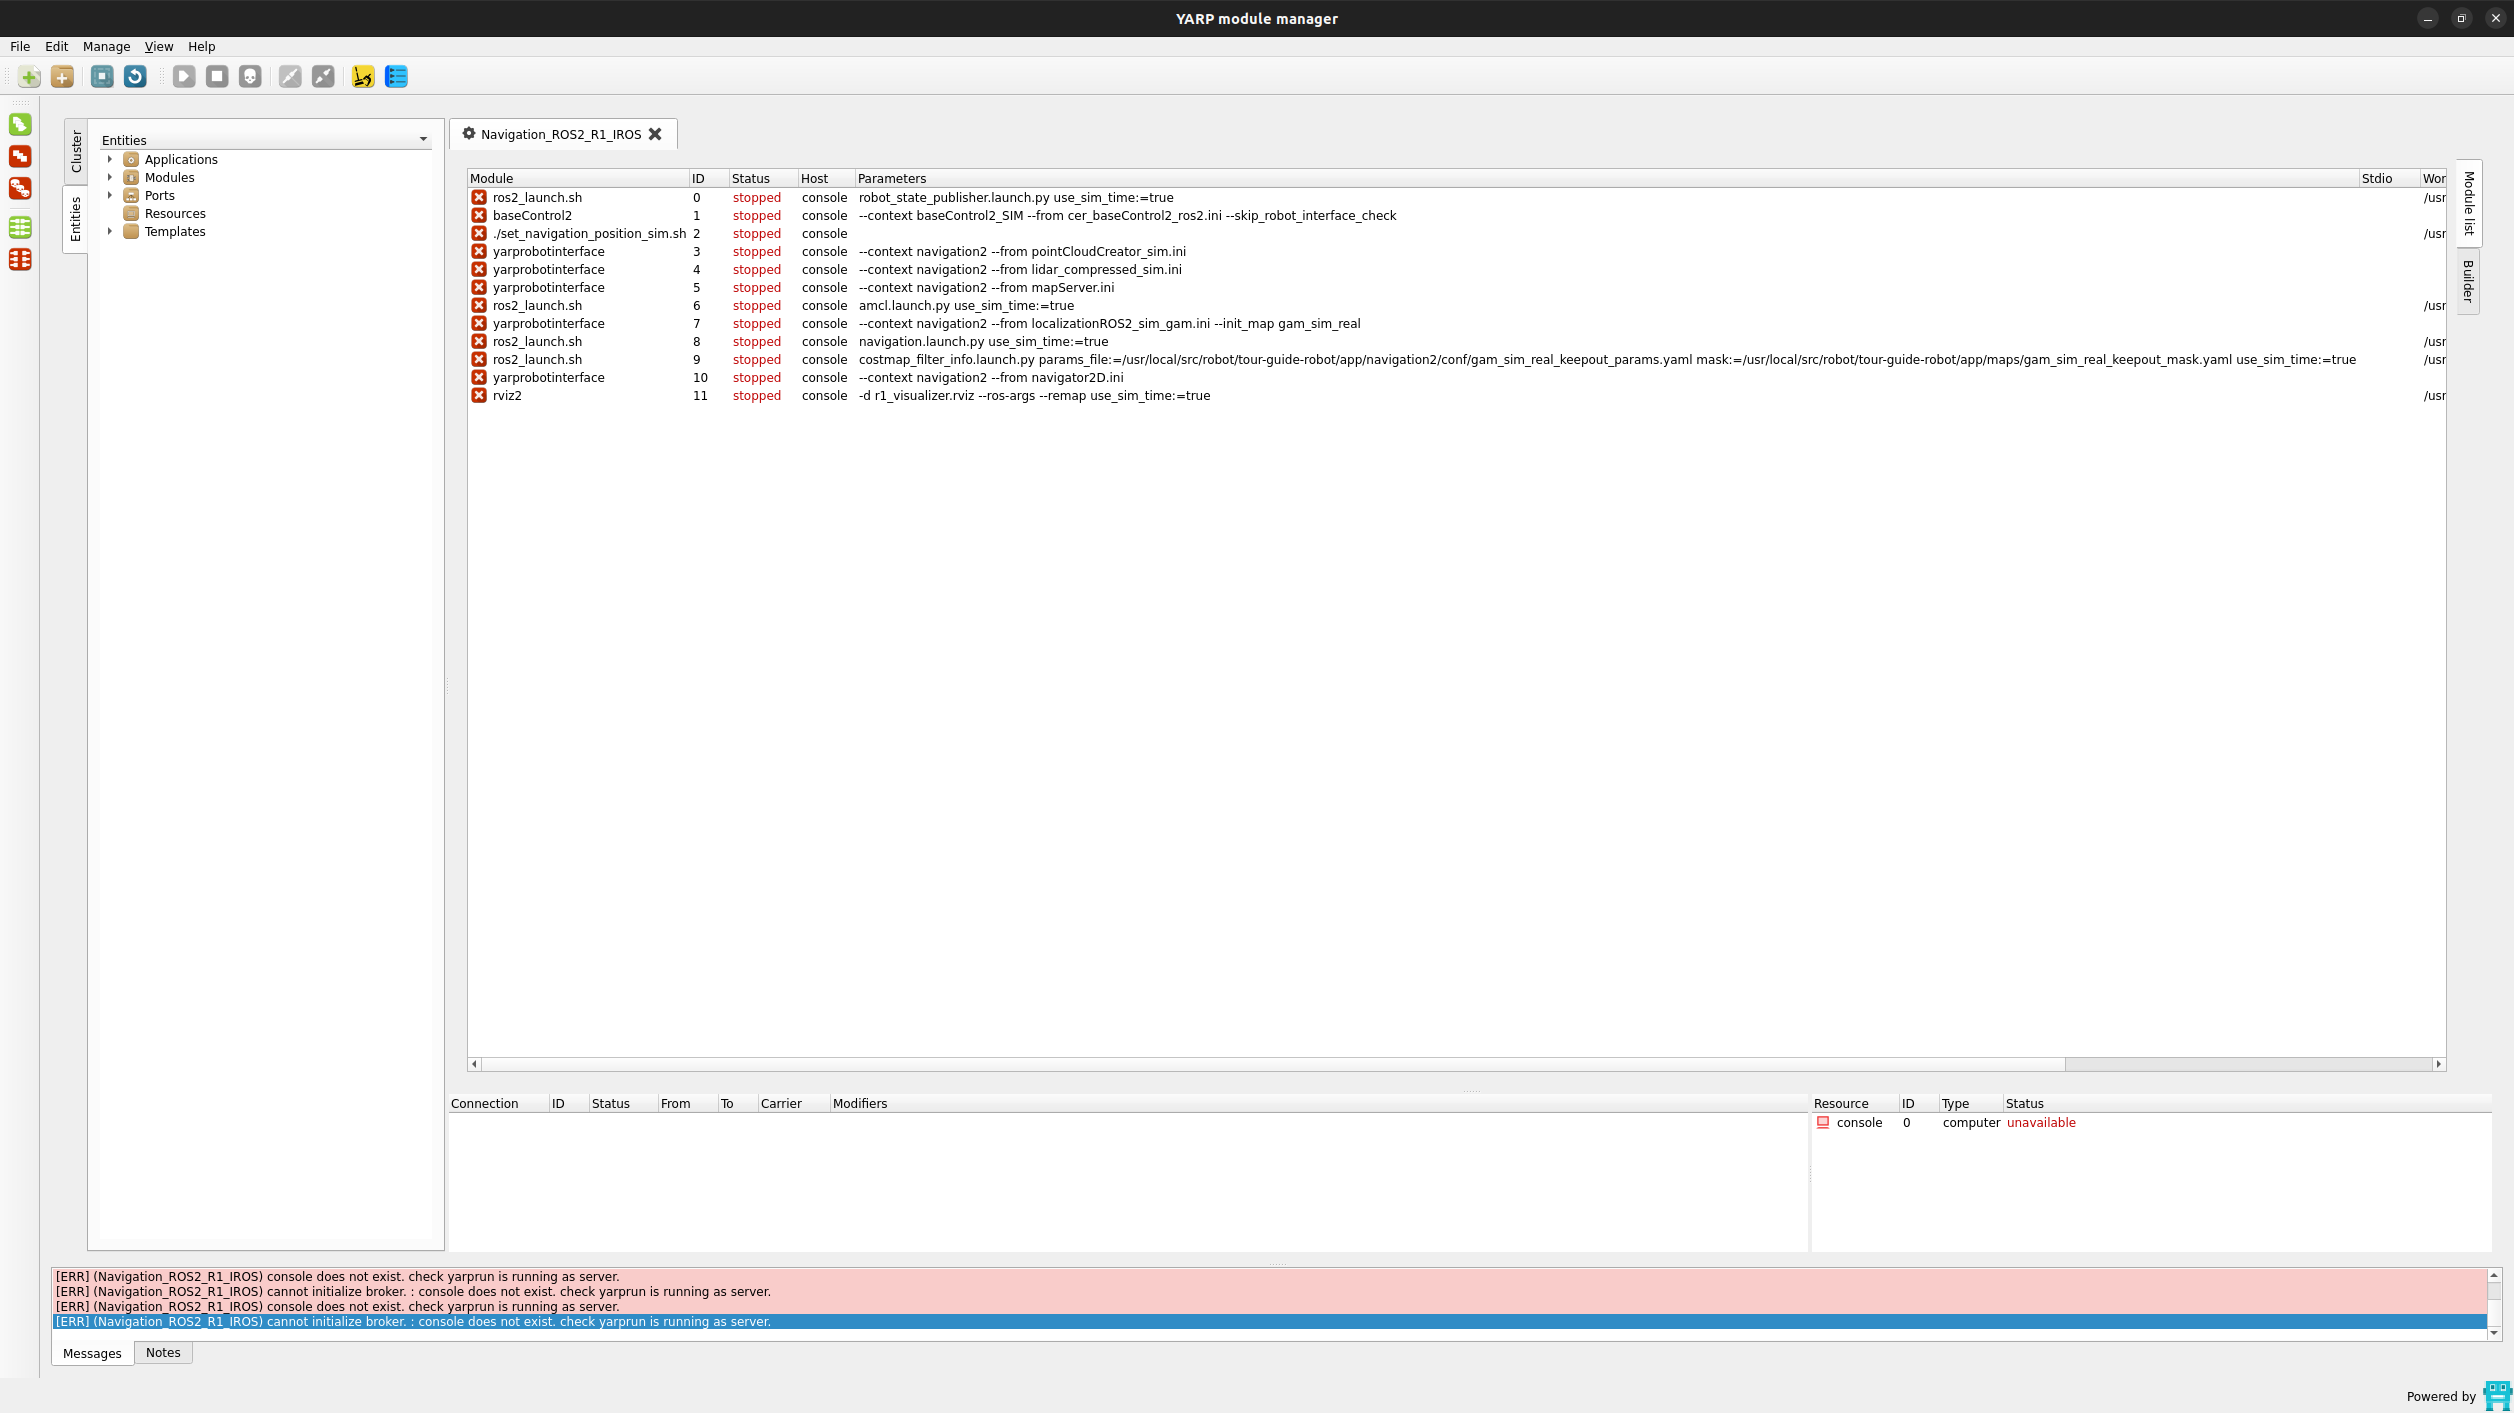 YARP module manager
File Edit Manage View Help
Cluster
Entities
Entities
Applications
Modules
Ports
Resources
Templates
Navigation_ROS2_R1_IROS
Module ID Status Host Parameters Stdio Wor
ros2_launch.sh 0 stopped console robot_state_publisher.launch.py use_sim_time:=true /usr
baseControl2 1 stopped console --context baseControl2_SIM --from cer_baseControl2_ros2.ini --skip_robot_interface_check
./set_navigation_position_sim.sh 2 stopped console /usr
yarprobotinterface 3 stopped console --context navigation2 --from pointCloudCreator_sim.ini
yarprobotinterface 4 stopped console --context navigation2 --from lidar_compressed_sim.ini
yarprobotinterface 5 stopped console --context navigation2 --from mapServer.ini
ros2_launch.sh 6 stopped console amcl.launch.py use_sim_time:=true /usr
yarprobotinterface 7 stopped console --context navigation2 --from localizationROS2_sim_gam.ini --init_map gam_sim_real
ros2_launch.sh 8 stopped console navigation.launch.py use_sim_time:=true /usr
ros2_launch.sh 9 stopped console costmap_filter_info.launch.py params_file:=/usr/local/src/robot/tour-guide-robot/app/navigation2/conf/gam_sim_real_keepout_params.yaml mask:=/usr/local/src/robot/tour-guide-robot/app/maps/gam_sim_real_keepout_mask.yaml use_sim_time:=true /usr
yarprobotinterface 10 stopped console --context navigation2 --from navigator2D.ini
rviz2 11 stopped console -d r1_visualizer.rviz --ros-args --remap use_sim_time:=true /usr
Module list
Builder
Connection ID Status From To Carrier Modifiers
Resource ID Type Status
console 0 computer unavailable
[ERR] (Navigation_ROS2_R1_IROS) console does not exist. check yarprun is running as server.
[ERR] (Navigation_ROS2_R1_IROS) cannot initialize broker. : console does not exist. check yarprun is running as server.
[ERR] (Navigation_ROS2_R1_IROS) console does not exist. check yarprun is running as server.
[ERR] (Navigation_ROS2_R1_IROS) cannot initialize broker. : console does not exist. check yarprun is running as server.
Messages Notes
Powered by